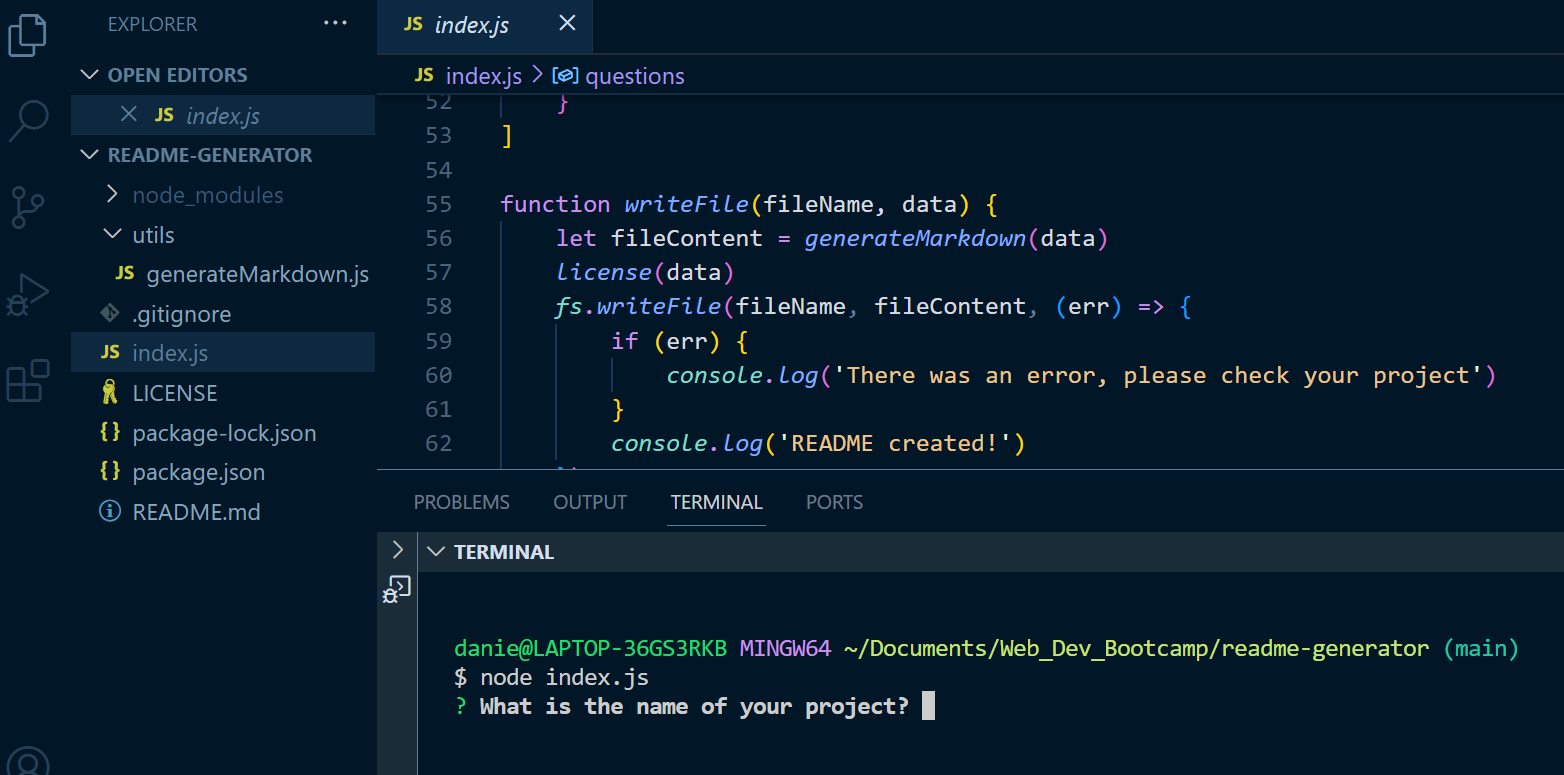 EXPLORER ...
OPEN EDITORS
JS index.js
README-GENERATOR
node_modules
utils
JS generateMarkdown.js
.gitignore
JS index.js
LICENSE
{} package-lock.json
{} package.json
README.md
JS index.js
JS index.js > questions
52 }
53 ]
54
55 function writeFile(fileName, data) {
56 let fileContent = generateMarkdown(data)
57 license(data)
58 fs.writeFile(fileName, fileContent, (err) => {
59 if (err) {
60 console.log('There was an error, please check your project')
61 }
62 console.log('README created!')
PROBLEMS OUTPUT TERMINAL PORTS
TERMINAL
danie@LAPTOP-36GS3RKB MINGW64 ~/Documents/Web_Dev_Bootcamp/readme-generator (main)
$ node index.js
? What is the name of your project?